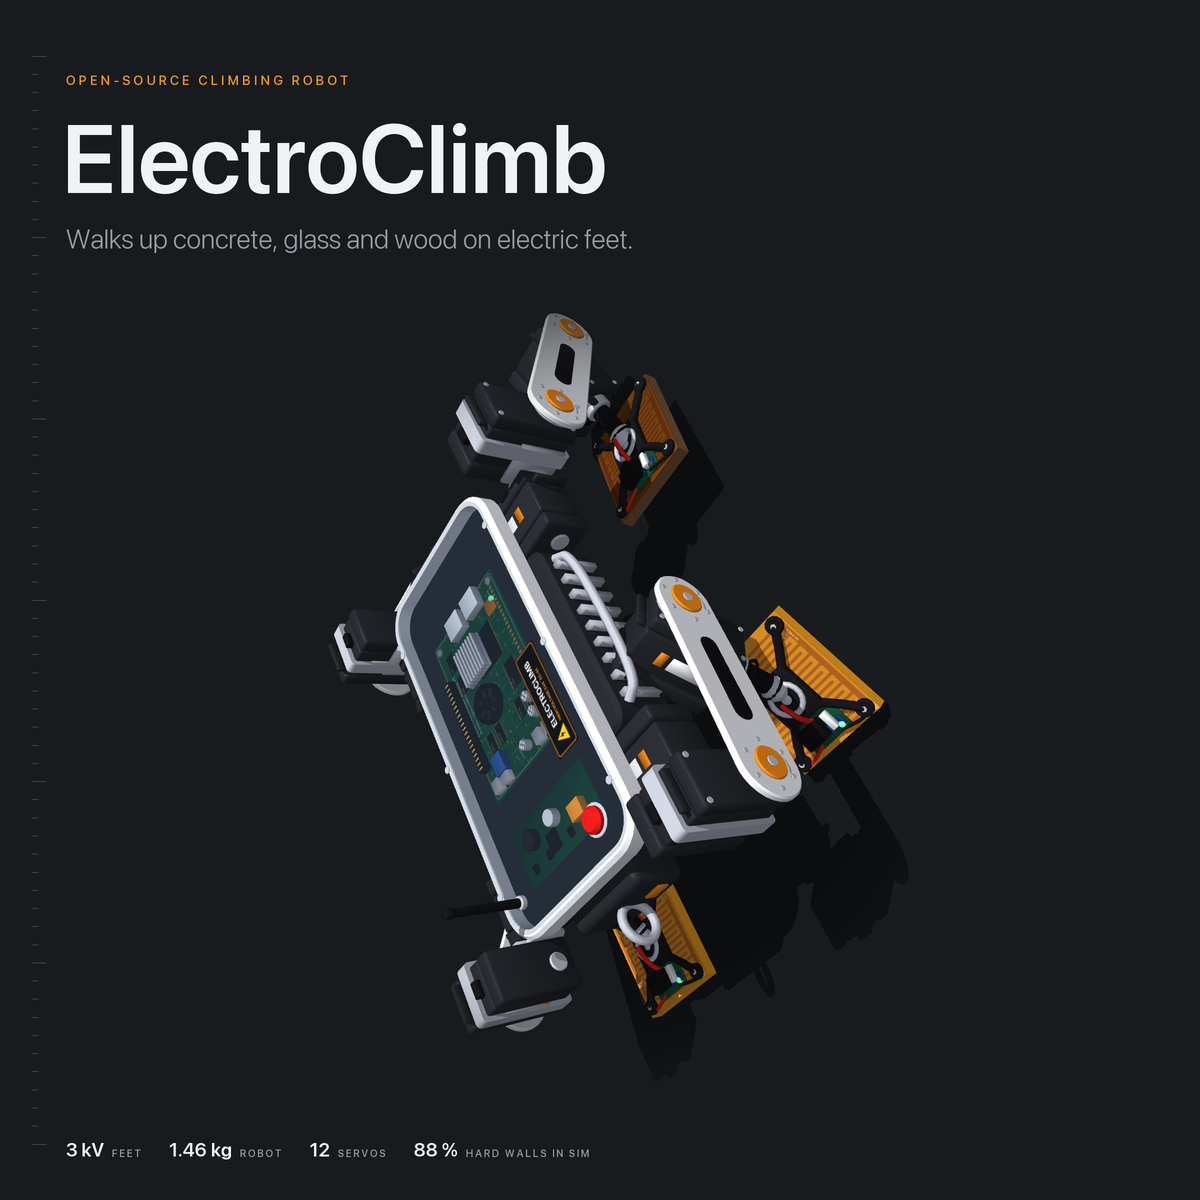 OPEN-SOURCE CLIMBING ROBOT
ElectroClimb
Walks up concrete, glass and wood on electric feet.
ELECTROCLIMB
3 kV FEET 1.46 kg ROBOT 12 SERVOS 88 % HARD WALLS IN SIM